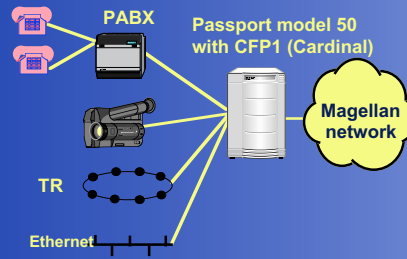 PABX
Passport model 50
with CFP1 (Cardinal)
Magellan
network
TR
Ethernet